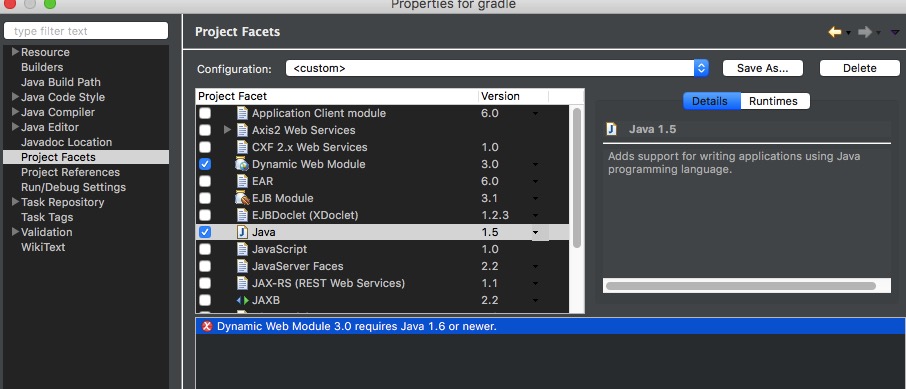 Properties for gradle
type filter text
Project Facets
Resource
Builders
Java Build Path
Java Code Style
Java Compiler
Java Editor
Javadoc Location
Project Facets
Project References
Run/Debug Settings
Task Repository
Task Tags
Validation
WikiText
Configuration: <custom> Save As... Delete
Project Facet Version
Application Client module 6.0
Axis2 Web Services
CXF 2.x Web Services 1.0
Dynamic Web Module 3.0
EAR 6.0
EJB Module 3.1
EJBDoclet (XDoclet) 1.2.3
Java 1.5
JavaScript 1.0
JavaServer Faces 2.2
JAX-RS (REST Web Services) 1.1
JAXB 2.2
Details Runtimes
Java 1.5
Adds support for writing applications using Java
programming language.
Dynamic Web Module 3.0 requires Java 1.6 or newer.